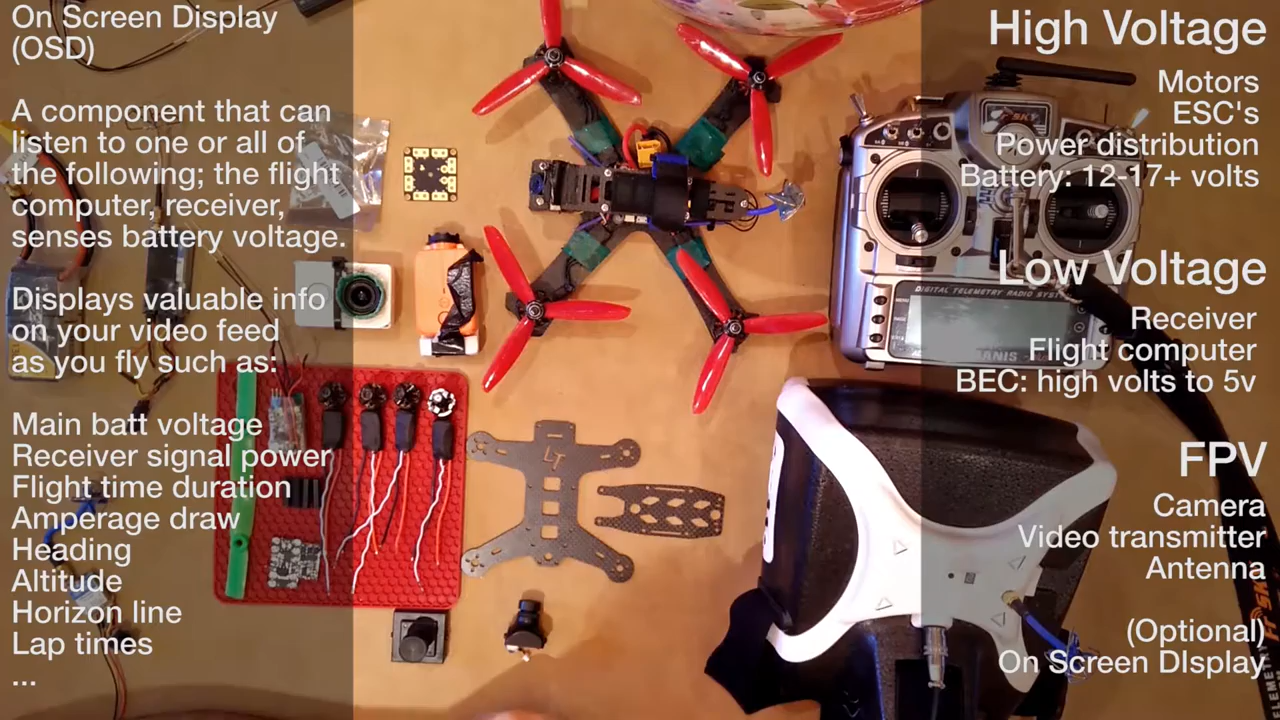 On Screen Display
(OSD)
A component that can
listen to one or all of
the following; the flight
computer, receiver,
senses battery voltage.
Displays valuable info
on your video feed
as you fly such as:
Main batt voltage
Receiver signal power
Flight time duration
Amperage draw
Heading
Altitude
Horizon line
Lap times
...
LT
High Voltage
Motors
ESC's
Power distribution
Battery: 12-17+ volts
Low Voltage
Receiver
Flight computer
BEC: high volts to 5v
FPV
Camera
Video transmitter
Antenna
(Optional)
On Screen DIsplay
DIGITAL TELEMETRY RADIO SYSTEM